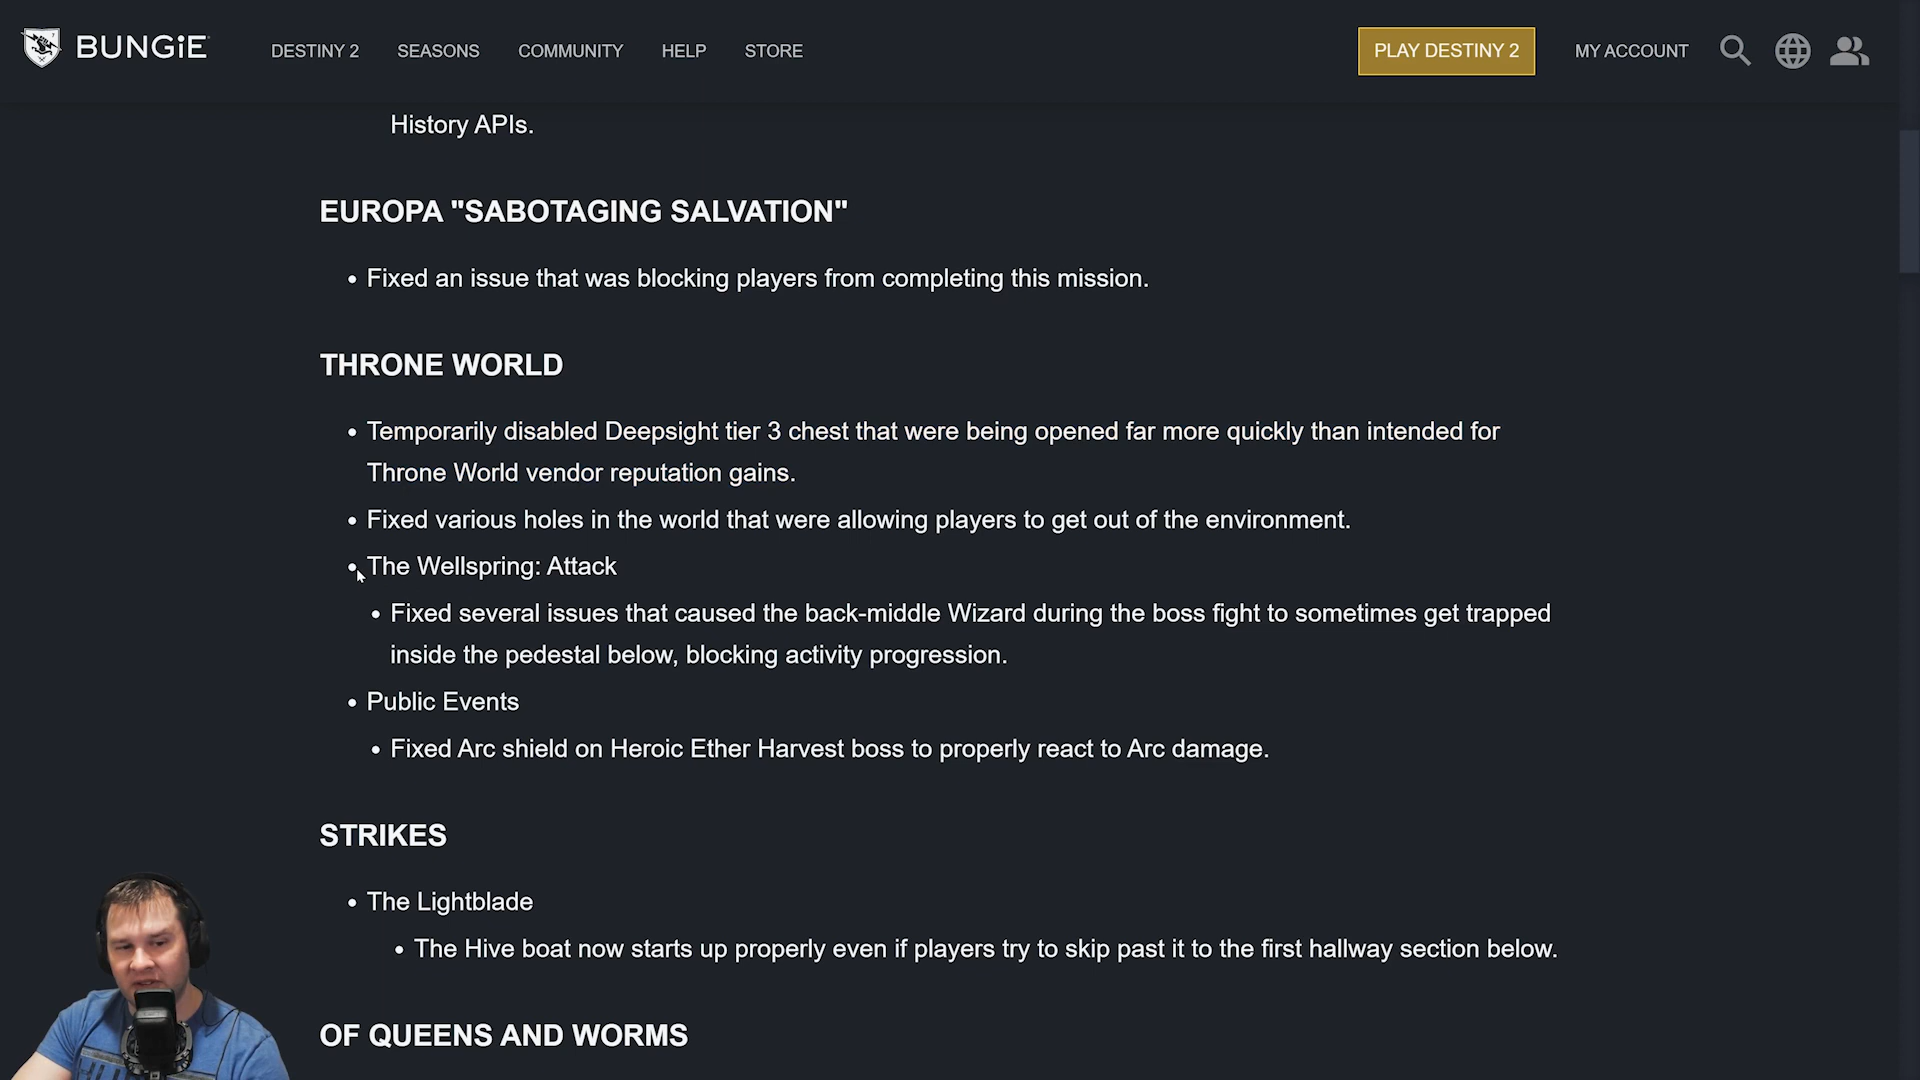 BUNGiE
DESTINY 2
SEASONS
COMMUNITY
HELP
STORE
PLAY DESTINY 2
MY ACCOUNT
History APIs.
EUROPA "SABOTAGING SALVATION"
• Fixed an issue that was blocking players from completing this mission.
THRONE WORLD
• Temporarily disabled Deepsight tier 3 chest that were being opened far more quickly than intended for
Throne World vendor reputation gains.
• Fixed various holes in the world that were allowing players to get out of the environment.
• The Wellspring: Attack
• Fixed several issues that caused the back-middle Wizard during the boss fight to sometimes get trapped
inside the pedestal below, blocking activity progression.
• Public Events
• Fixed Arc shield on Heroic Ether Harvest boss to properly react to Arc damage.
STRIKES
• The Lightblade
• The Hive boat now starts up properly even if players try to skip past it to the first hallway section below.
OF QUEENS AND WORMS